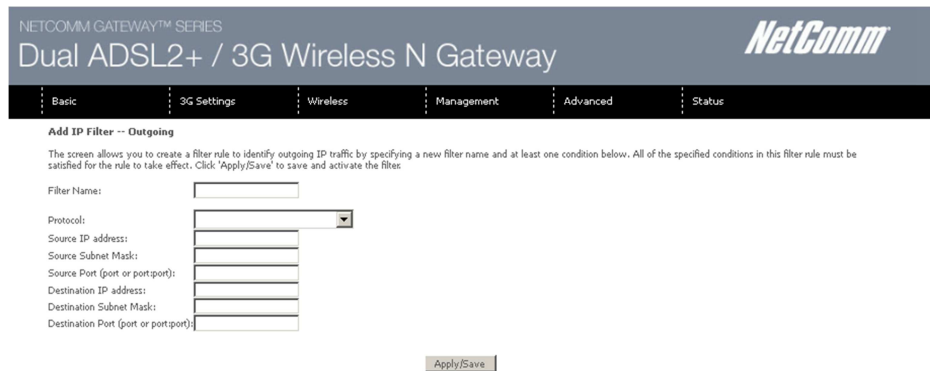 NETCOMM GATEWAY™ SERIES
Dual ADSL2+ / 3G Wireless N Gateway
NetComm
Basic 3G Settings Wireless Management Advanced Status
Add IP Filter -- Outgoing
The screen allows you to create a filter rule to identify outgoing IP traffic by specifying a new filter name and at least one condition below. All of the specified conditions in this filter rule must be
satisfied for the rule to take effect. Click 'Apply/Save' to save and activate the filter.
Filter Name:
Protocol:
Source IP address:
Source Subnet Mask:
Source Port (port or port:port):
Destination IP address:
Destination Subnet Mask:
Destination Port (port or port:port):
Apply/Save